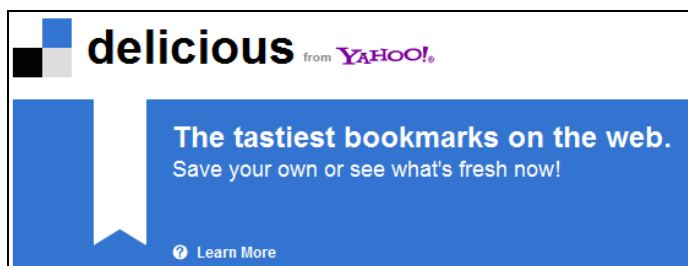 delicious from YAHOO!®
The tastiest bookmarks on the web.
Save your own or see what's fresh now!
? Learn More